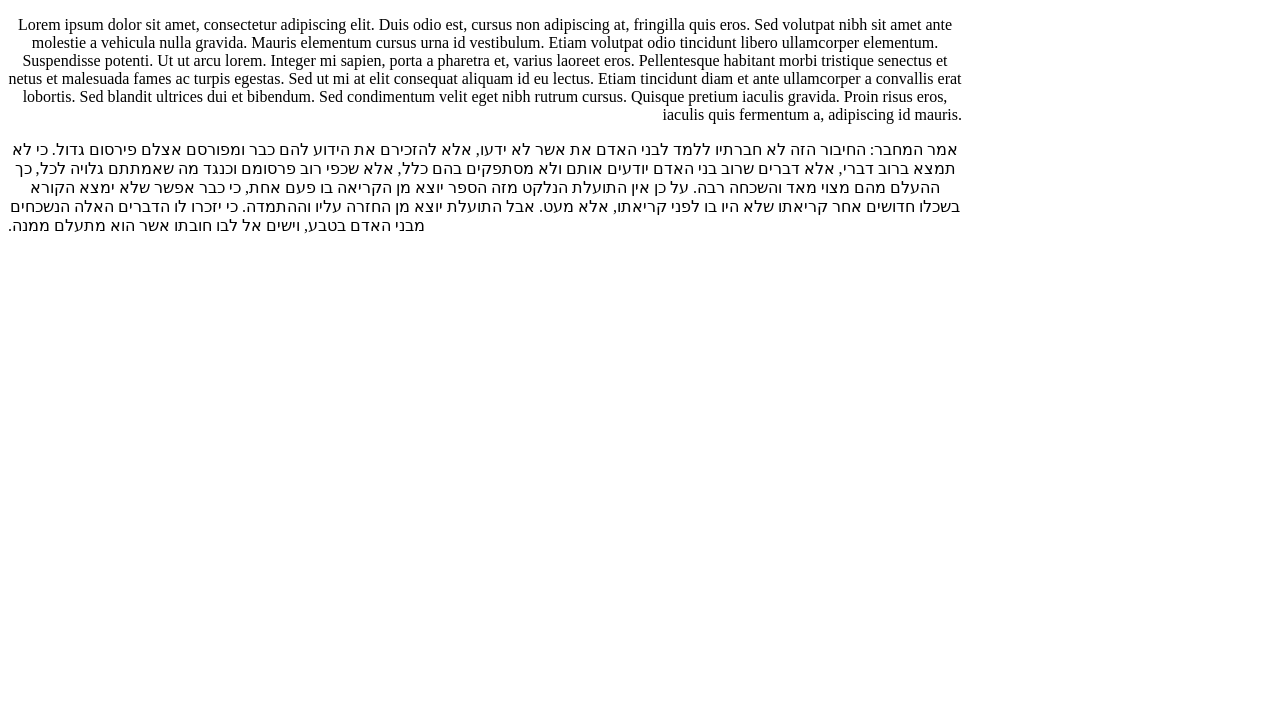 Lorem ipsum dolor sit amet, consectetur adipiscing elit. Duis odio est, cursus non adipiscing at, fringilla quis eros. Sed volutpat nibh sit amet ante
molestie a vehicula nulla gravida. Mauris elementum cursus urna id vestibulum. Etiam volutpat odio tincidunt libero ullamcorper elementum.
Suspendisse potenti. Ut ut arcu lorem. Integer mi sapien, porta a pharetra et, varius laoreet eros. Pellentesque habitant morbi tristique senectus et
netus et malesuada fames ac turpis egestas. Sed ut mi at elit consequat aliquam id eu lectus. Etiam tincidunt diam et ante ullamcorper a convallis erat
lobortis. Sed blandit ultrices dui et bibendum. Sed condimentum velit eget nibh rutrum cursus. Quisque pretium iaculis gravida. Proin risus eros,
iaculis quis fermentum a, adipiscing id mauris.
אמר המחבר: החיבור הזה לא חברתיו ללמד לבני האדם את אשר לא ידעו, אלא להזכירם את הידוע להם כבר ומפורסם אצלם פירסום גדול. כי לא
תמצא ברוב דברי, אלא דברים שרוב בני האדם יודעים אותם ולא מסתפקים בהם כלל, אלא שכפי רוב פרסומם וכנגד מה שאמתתם גלויה לכל, כך
ההעלם מהם מצוי מאד והשכחה רבה. על כן אין התועלת הנלקט מזה הספר יוצא מן הקריאה בו פעם אחת, כי כבר אפשר שלא ימצא הקורא
בשכלו חדושים אחר קריאתו שלא היו בו לפני קריאתו, אלא מעט. אבל התועלת יוצא מן החזרה עליו וההתמדה. כי יזכרו לו הדברים האלה הנשכחים
מבני האדם בטבע, וישים אל לבו חובתו אשר הוא מתעלם ממנה.